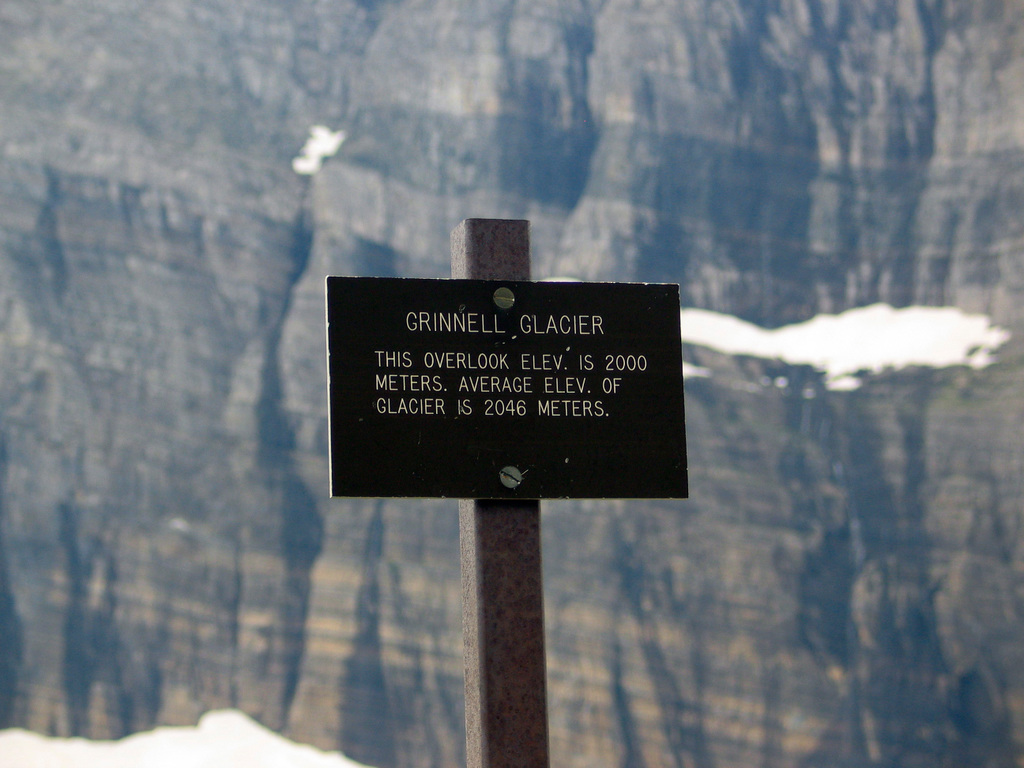 GRINNELL GLACIER
THIS OVERLOOK ELEV. IS 2000
METERS. AVERAGE ELEV. OF
GLACIER IS 2046 METERS.